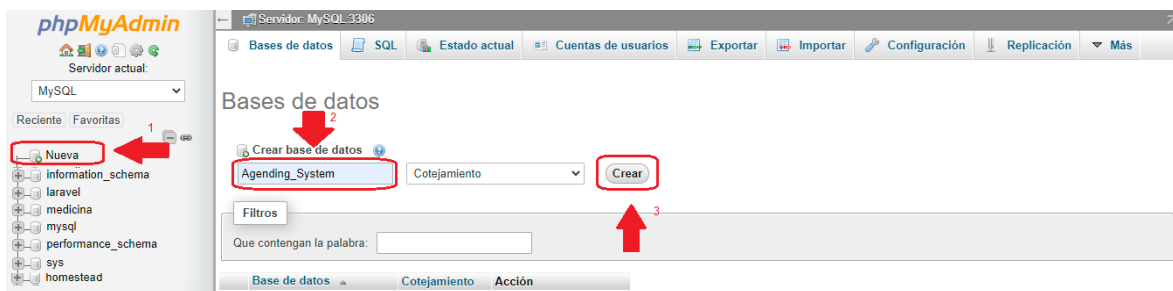 phpMyAdmin
Servidor actual:
MySQL
Reciente Favoritas
1
Nueva
information_schema
laravel
medicina
mysql
performance_schema
sys
homestead
Servidor: MySQL:3306
Bases de datos SQL Estado actual Cuentas de usuarios Exportar Importar Configuración Replicación Más
Bases de datos
2
Crear base de datos
Agending_System Cotejamiento Crear
3
Filtros
Que contengan la palabra:
Base de datos Cotejamiento Acción